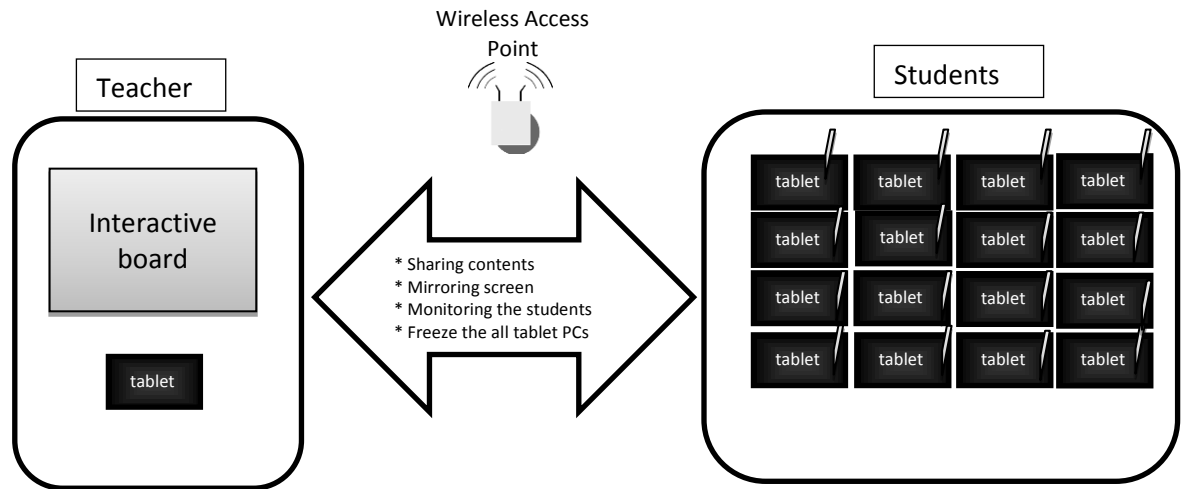 Wireless Access
Point
Teacher
Students
Interactive
board
tablet
* Sharing contents
* Mirroring screen
* Monitoring the students
* Freeze the all tablet PCs
tablet tablet tablet tablet
tablet tablet tablet tablet
tablet tablet tablet tablet
tablet tablet tablet tablet